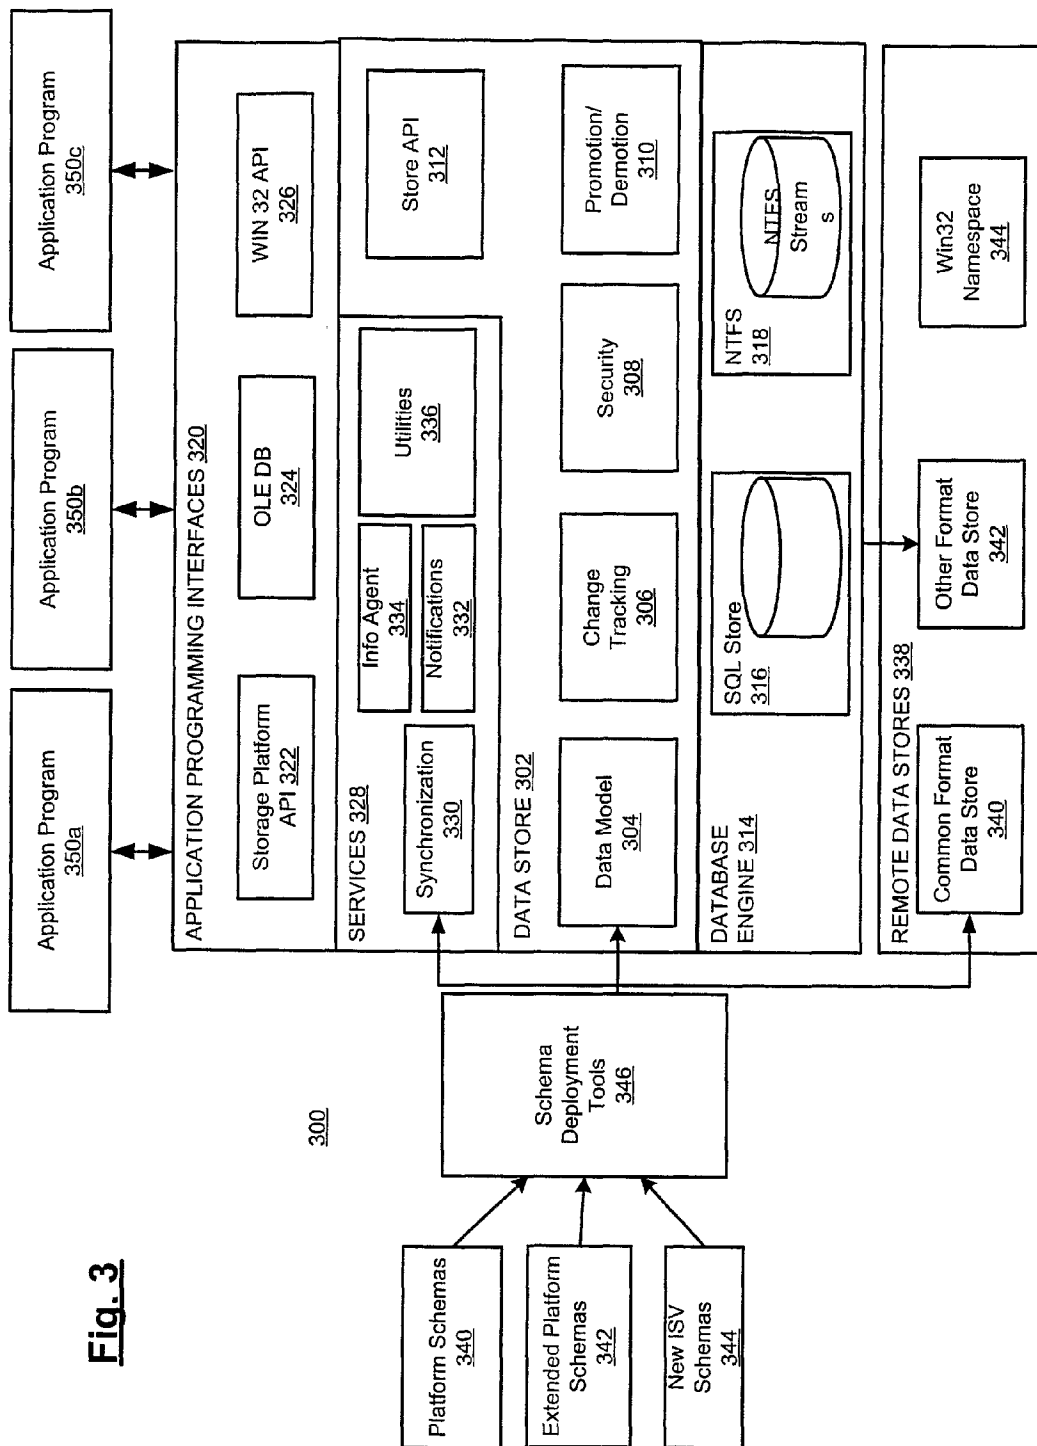 Application Program
350a
Application Program
350b
Application Program
350c
APPLICATION PROGRAMMING INTERFACES 320
Storage Platform
API 322
OLE DB
324
WIN 32 API
326
SERVICES 328
Synchronization
330
Info Agent
334
Notifications
332
Utilities
336
Store API
312
DATA STORE 302
Data Model
304
Change
Tracking
306
Security
308
Promotion/
Demotion
310
DATABASE
ENGINE 314
SQL Store
316
NTFS
318
NTFS
Stream
s
REMOTE DATA STORES 338
Common Format
Data Store
340
Other Format
Data Store
342
Win32
Namespace
344
300
Schema
Deployment
Tools
346
Platform Schemas
340
Extended Platform
Schemas
342
New ISV
Schemas
344
Fig. 3